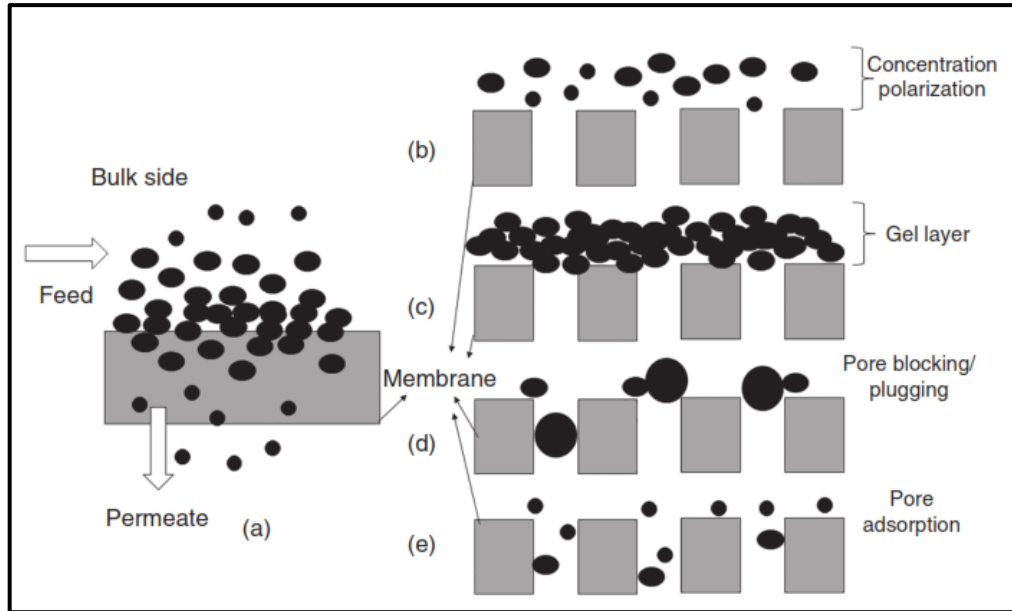 Bulk side
Feed
Permeate
(a)
Membrane
(b)
Concentration
polarization
(c)
Gel layer
(d)
Pore blocking/
plugging
(e)
Pore
adsorption